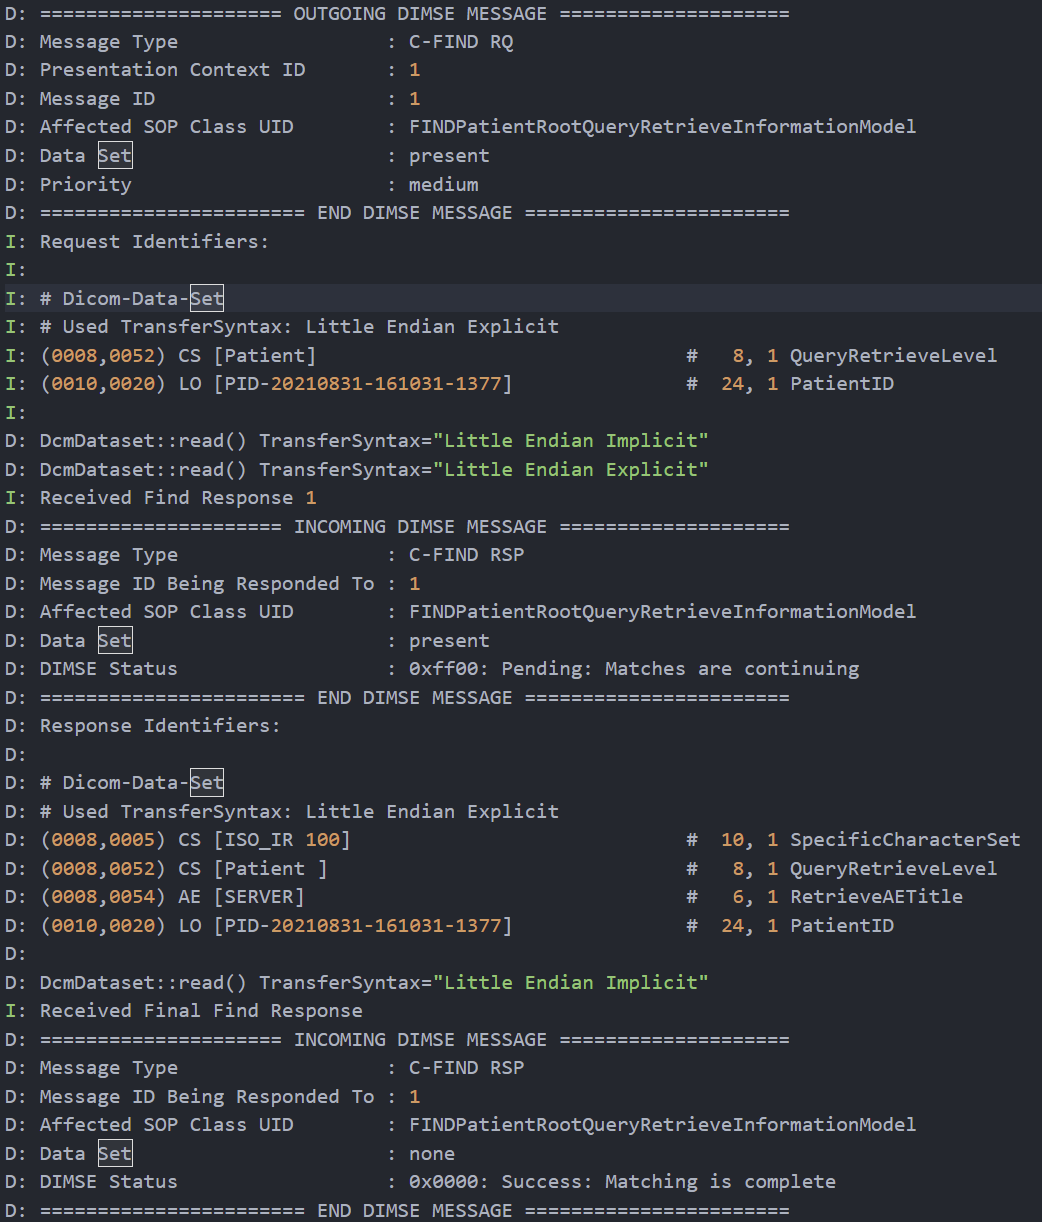 D: ===================== OUTGOING DIMSE MESSAGE ====================
D: Message Type                  : C-FIND RQ
D: Presentation Context ID       : 1
D: Message ID                    : 1
D: Affected SOP Class UID        : FINDPatientRootQueryRetrieveInformationModel
D: Data Set                      : present
D: Priority                      : medium
D: ======================= END DIMSE MESSAGE =======================
I: Request Identifiers:
I:
I: # Dicom-Data-Set
I: # Used TransferSyntax: Little Endian Explicit
I: (0008,0052) CS [Patient]                                #   8, 1 QueryRetrieveLevel
I: (0010,0020) LO [PID-20210831-161031-1377]               #  24, 1 PatientID
I:
D: DcmDataset::read() TransferSyntax="Little Endian Implicit"
D: DcmDataset::read() TransferSyntax="Little Endian Explicit"
I: Received Find Response 1
D: ===================== INCOMING DIMSE MESSAGE ====================
D: Message Type                  : C-FIND RSP
D: Message ID Being Responded To : 1
D: Affected SOP Class UID        : FINDPatientRootQueryRetrieveInformationModel
D: Data Set                      : present
D: DIMSE Status                  : 0xff00: Pending: Matches are continuing
D: ======================= END DIMSE MESSAGE =======================
D: Response Identifiers:
D:
D: # Dicom-Data-Set
D: # Used TransferSyntax: Little Endian Explicit
D: (0008,0005) CS [ISO_IR 100]                             #  10, 1 SpecificCharacterSet
D: (0008,0052) CS [Patient ]                               #   8, 1 QueryRetrieveLevel
D: (0008,0054) AE [SERVER]                                 #   6, 1 RetrieveAETitle
D: (0010,0020) LO [PID-20210831-161031-1377]               #  24, 1 PatientID
D:
D: DcmDataset::read() TransferSyntax="Little Endian Implicit"
I: Received Final Find Response
D: ===================== INCOMING DIMSE MESSAGE ====================
D: Message Type                  : C-FIND RSP
D: Message ID Being Responded To : 1
D: Affected SOP Class UID        : FINDPatientRootQueryRetrieveInformationModel
D: Data Set                      : none
D: DIMSE Status                  : 0x0000: Success: Matching is complete
D: ======================= END DIMSE MESSAGE =======================